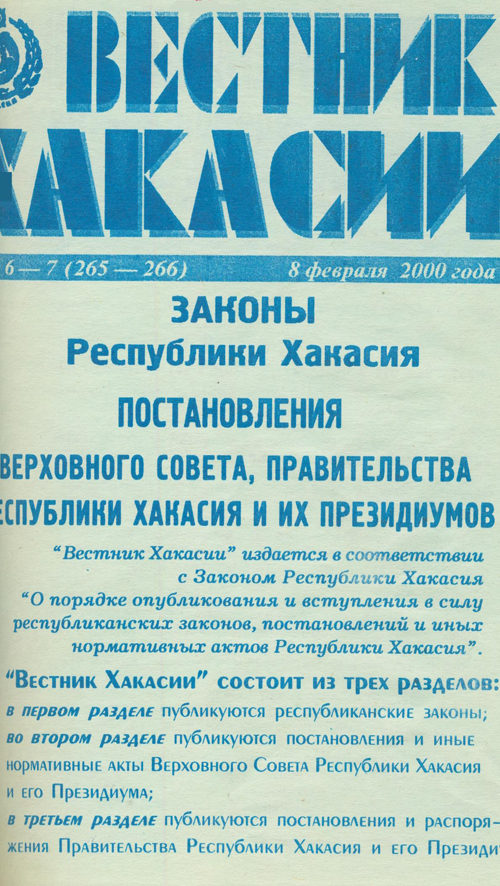 ВЕСТНИК
ХАКАСИИ
6 — 7 (265 — 266) 8 февраля 2000 года
ЗАКОНЫ
Республики Хакасия
ПОСТАНОВЛЕНИЯ
ВЕРХОВНОГО СОВЕТА, ПРАВИТЕЛЬСТВА
ЕСПУБЛИКИ ХАКАСИЯ И ИХ ПРЕЗИДИУМОВ
"Вестник Хакасии" издается в соответствии
с Законом Республики Хакасия
"О порядке опубликования и вступления в силу
республиканских законов, постановлений и иных
нормативных актов Республики Хакасия".
"Вестник Хакасии" состоит из трех разделов:
в первом разделе публикуются республиканские законы;
во втором разделе публикуются постановления и иные
нормативные акты Верховного Совета Республики Хакасия
и его Президиума;
в третьем разделе публикуются постановления и распоря-
жения Правительства Республики Хакасия и его Президи